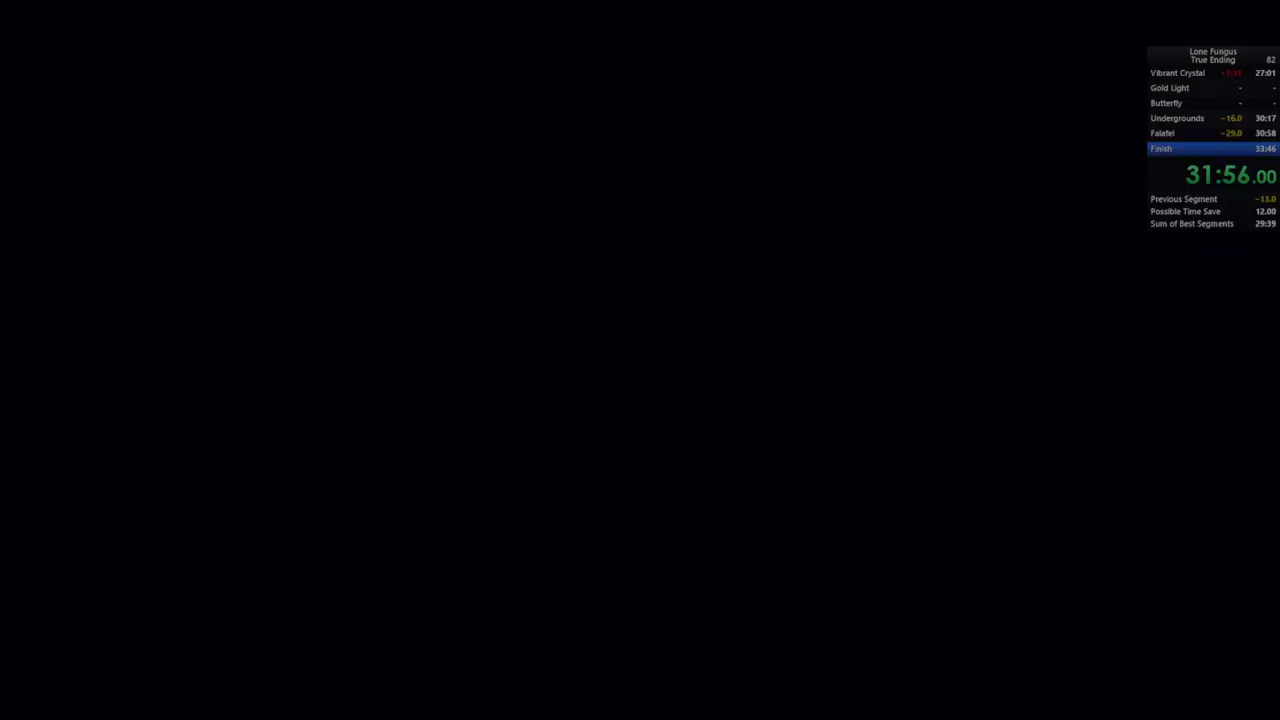 Lone Fungus
True Ending 82
Vibrant Crystal 27:01
Gold Light - -
Butterfly - -
Undergrounds −16.0 30:17
Falafel −29.0 30:58
Finish 33:46
31:56.00
Previous Segment −13.0
Possible Time Save 12.00
Sum of Best Segments 29:39